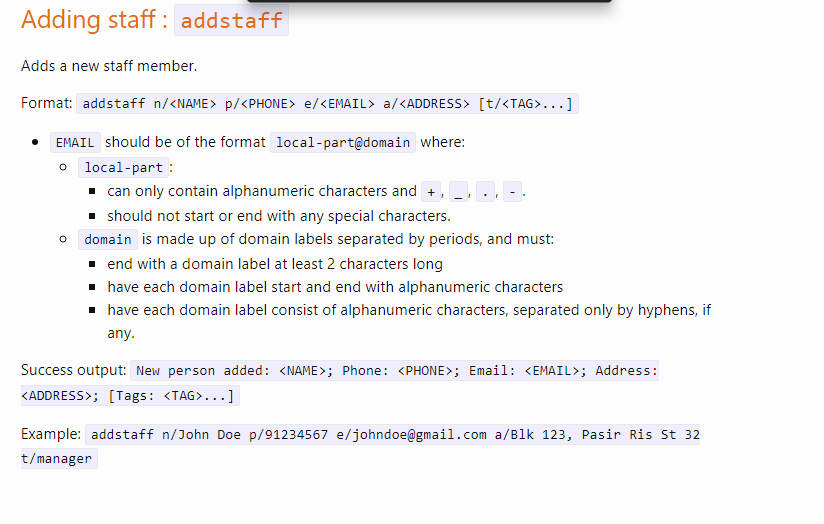 Adding staff : addstaff
Adds a new staff member.
Format: addstaff n/<NAME> p/<PHONE> e/<EMAIL> a/<ADDRESS> [t/<TAG>...]
EMAIL should be of the format local-part@domain where:
local-part:
can only contain alphanumeric characters and +, _, ., -.
should not start or end with any special characters.
domain is made up of domain labels separated by periods, and must:
end with a domain label at least 2 characters long
have each domain label start and end with alphanumeric characters
have each domain label consist of alphanumeric characters, separated only by hyphens, if
any.
Success output: New person added: <NAME>; Phone: <PHONE>; Email: <EMAIL>; Address:
<ADDRESS>; [Tags: <TAG>...]
Example: addstaff n/John Doe p/91234567 e/johndoe@gmail.com a/Blk 123, Pasir Ris St 32
t/manager